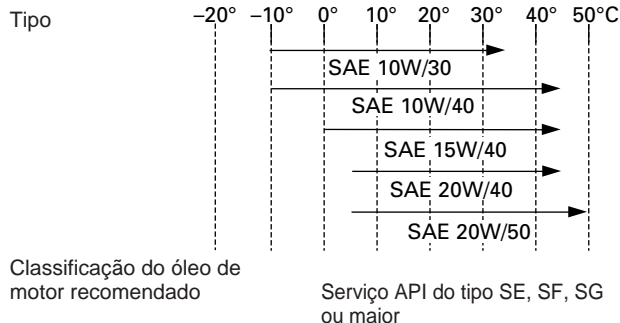 Tipo
–20° –10° 0° 10° 20° 30° 40° 50°C
SAE 10W/30
SAE 10W/40
SAE 15W/40
SAE 20W/40
SAE 20W/50
Classificação do óleo de
motor recomendado
Serviço API do tipo SE, SF, SG
ou maior